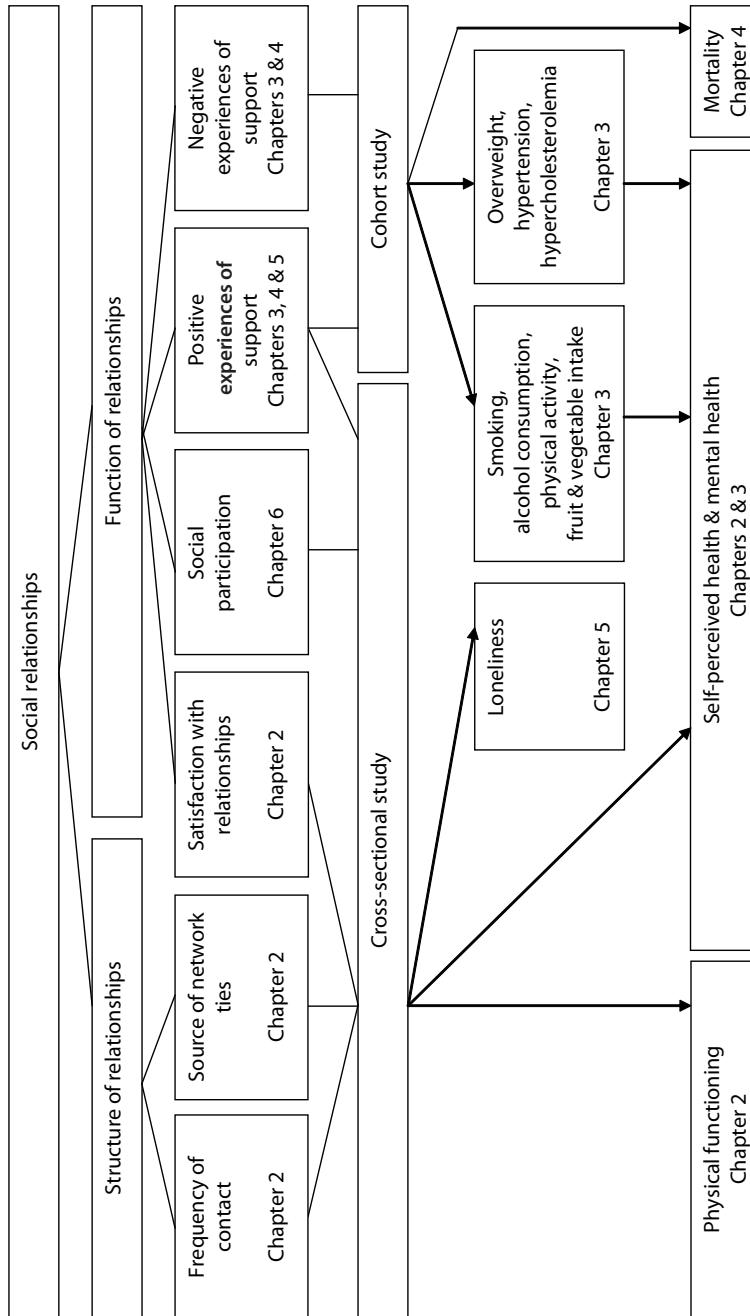 Social relationships
Structure of relationships
Function of relationships
Frequency of
contact
Chapter 2
Source of network
ties
Chapter 2
Satisfaction with
relationships
Chapter 2
Social
participation
Chapter 6
Positive
experiences of
support
Chapters 3, 4 & 5
Negative
experiences of
support
Chapters 3 & 4
Cross-sectional study
Cohort study
Loneliness
Chapter 5
Smoking,
alcohol consumption,
physical activity,
fruit & vegetable intake
Chapter 3
Overweight,
hypertension,
hypercholesterolemia
Chapter 3
Physical functioning
Chapter 2
Self-perceived health & mental health
Chapters 2 & 3
Mortality
Chapter 4